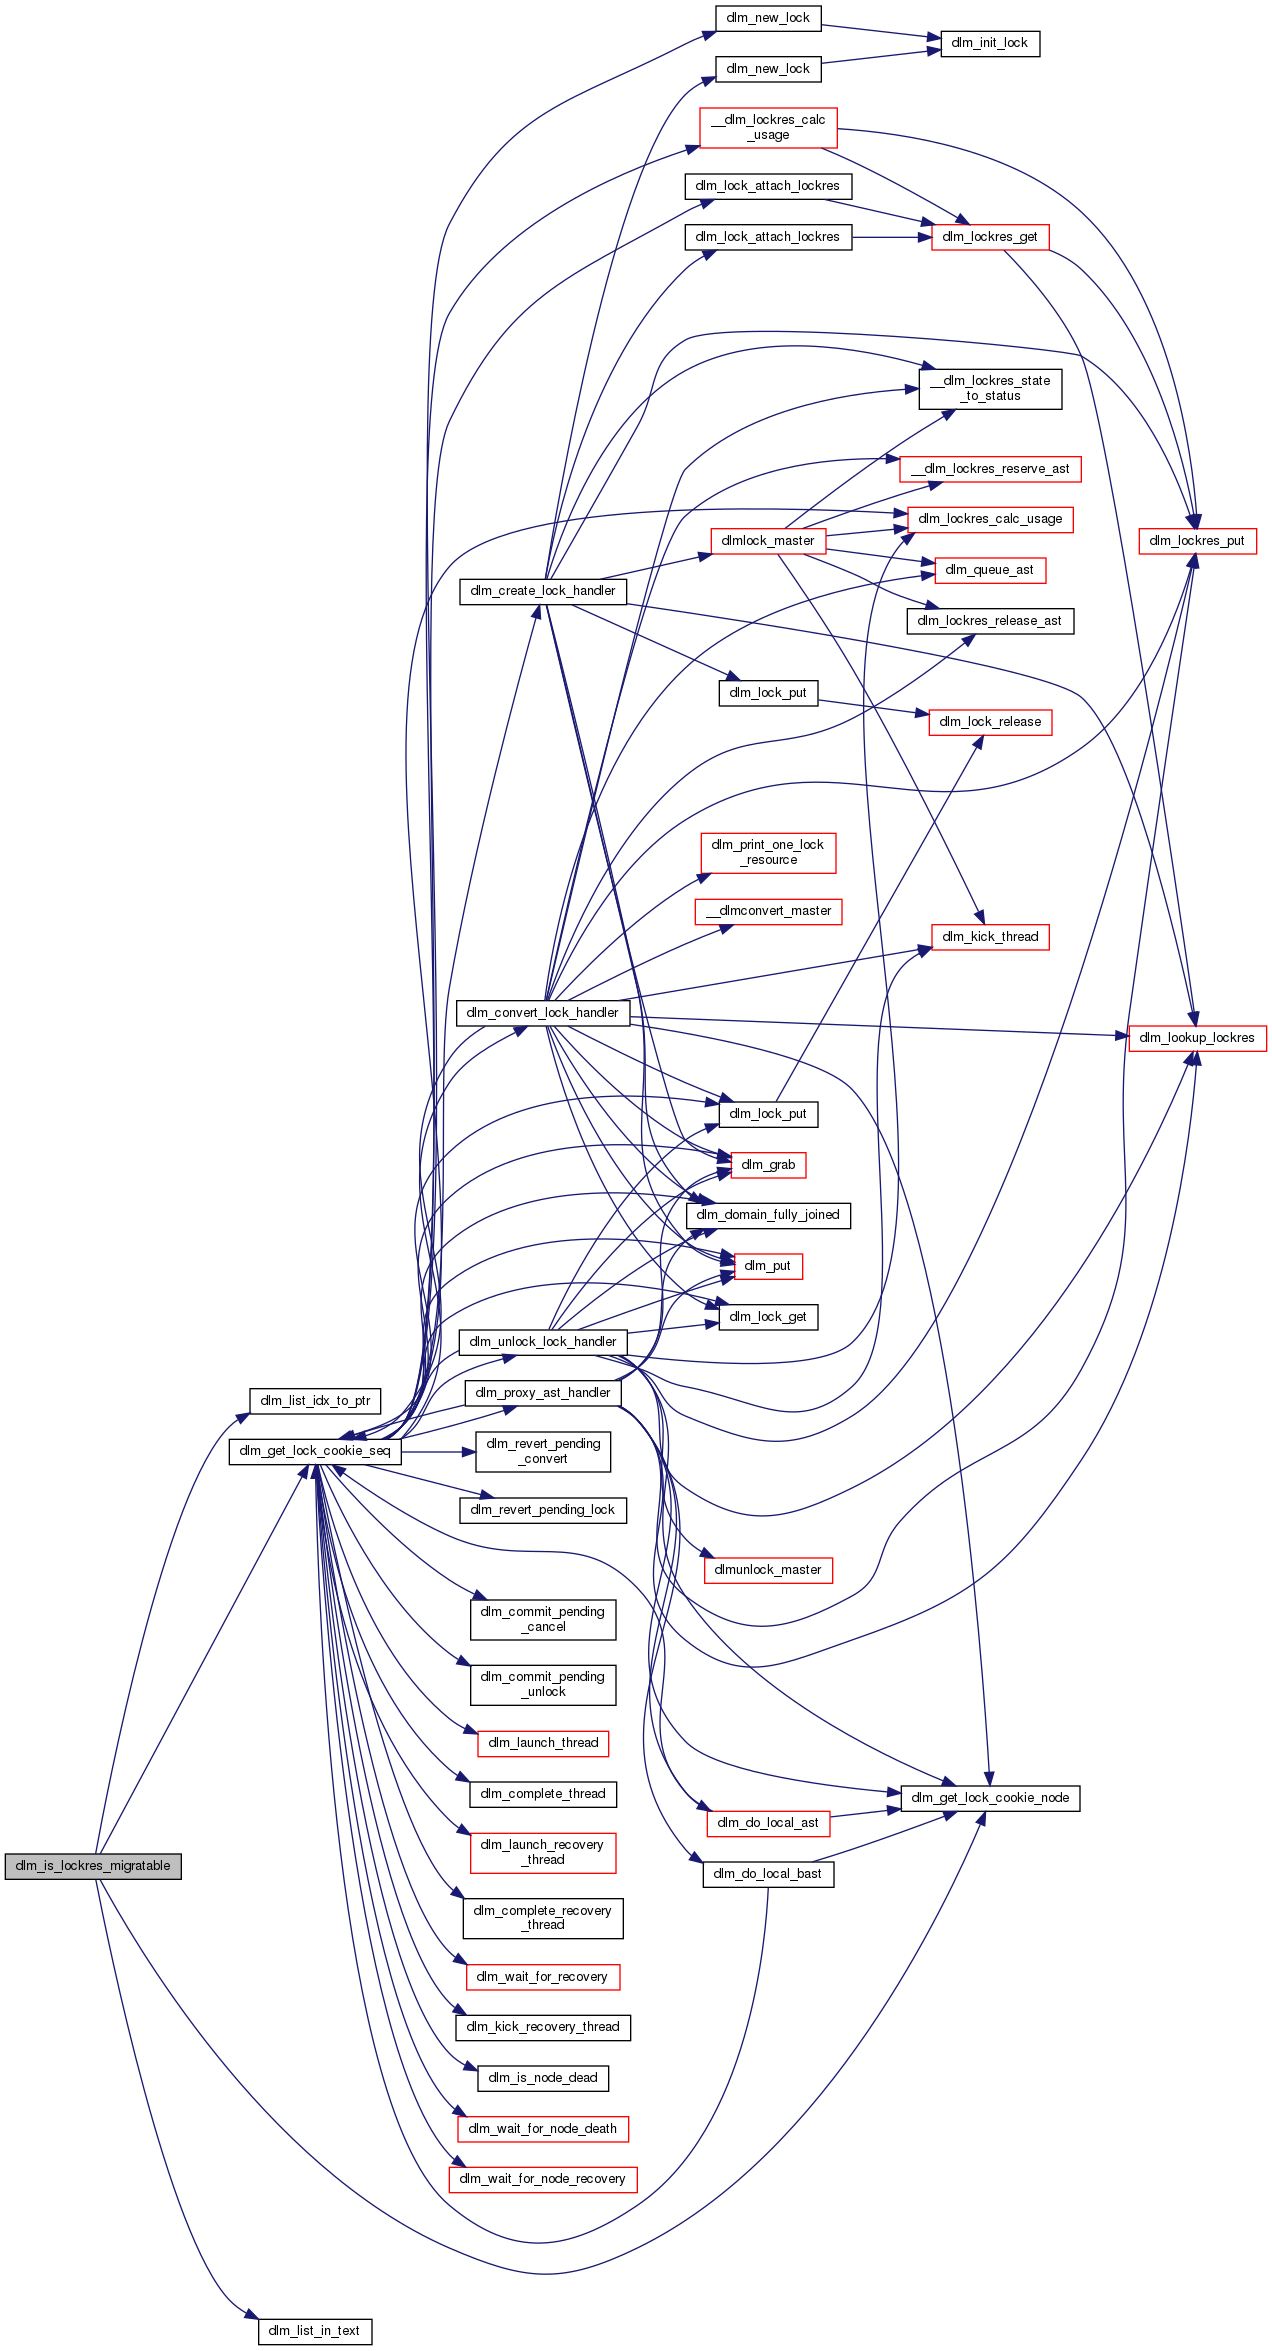 dlm_new_lock
dlm_init_lock
dlm_new_lock
__dlm_lockres_calc
_usage
dlm_lock_attach_lockres
dlm_lock_attach_lockres
dlm_lockres_get
__dlm_lockres_state
_to_status
__dlm_lockres_reserve_ast
dlm_lockres_calc_usage
dlmlock_master
dlm_lockres_put
dlm_queue_ast
dlm_create_lock_handler
dlm_lockres_release_ast
dlm_lock_put
dlm_lock_release
dlm_print_one_lock
_resource
__dlmconvert_master
dlm_kick_thread
dlm_convert_lock_handler
dlm_lookup_lockres
dlm_lock_put
dlm_grab
dlm_domain_fully_joined
dlm_put
dlm_lock_get
dlm_unlock_lock_handler
dlm_proxy_ast_handler
dlm_list_idx_to_ptr
dlm_get_lock_cookie_seq
dlm_revert_pending
_convert
dlm_revert_pending_lock
dlmunlock_master
dlm_commit_pending
_cancel
dlm_commit_pending
_unlock
dlm_launch_thread
dlm_complete_thread
dlm_get_lock_cookie_node
dlm_do_local_ast
dlm_launch_recovery
_thread
dlm_is_lockres_migratable
dlm_do_local_bast
dlm_complete_recovery
_thread
dlm_wait_for_recovery
dlm_kick_recovery_thread
dlm_is_node_dead
dlm_wait_for_node_death
dlm_wait_for_node_recovery
dlm_list_in_text